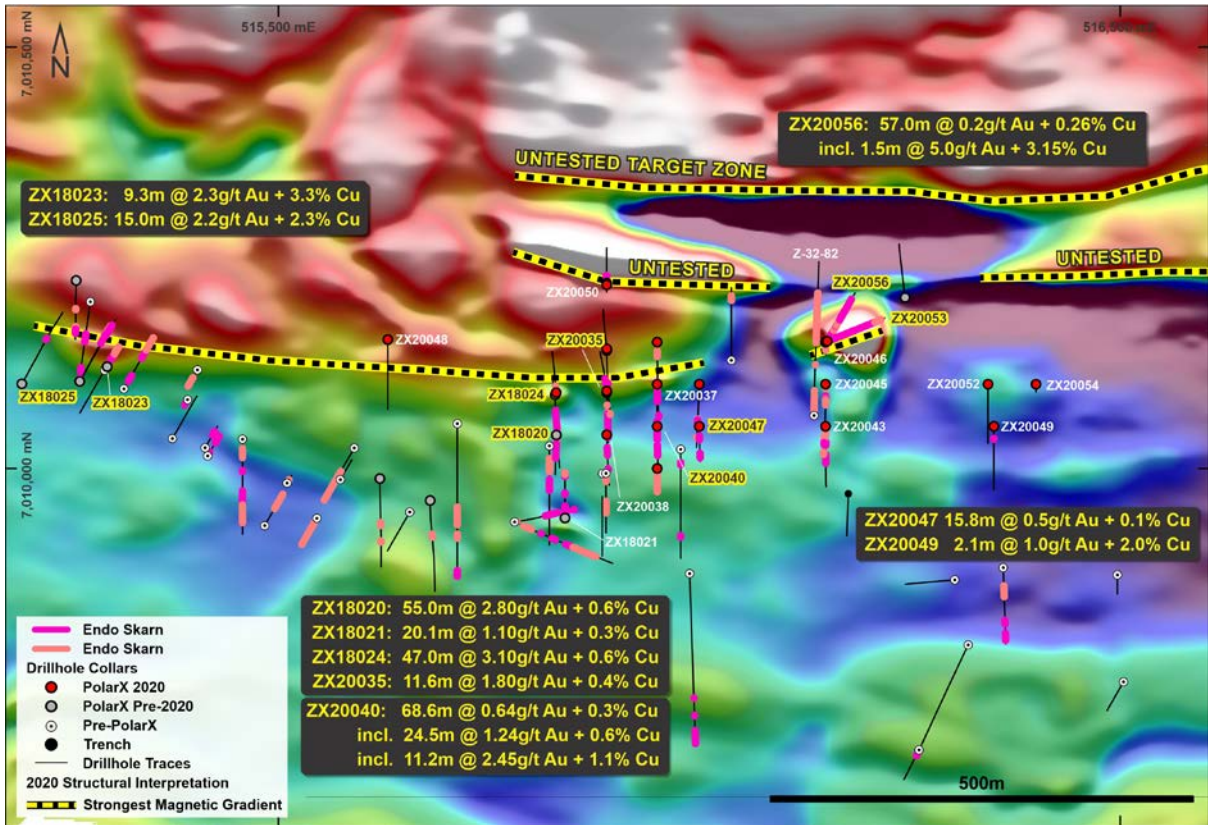 515,500 mE
516,500 mE
7,010,500 mN
N
ZX20056: 57.0m @ 0.2g/t Au + 0.26% Cu
incl. 1.5m @ 5.0g/t Au + 3.15% Cu
UNTESTED TARGET ZONE
ZX18023: 9.3m @ 2.3g/t Au + 3.3% Cu
ZX18025: 15.0m @ 2.2g/t Au + 2.3% Cu
Z-32-82
UNTESTED
UNTESTED
ZX20056
ZX20050
ZX20053
ZX20048
ZX20035
ZX20046
ZX18025
ZX18023
ZX18024
ZX20037
ZX20045
ZX20052
ZX20054
ZX18020
ZX20047
ZX20043
ZX20049
7,010,000 mN
ZX20040
ZX20038
ZX18021
ZX20047 15.8m @ 0.5g/t Au + 0.1% Cu
ZX20049 2.1m @ 1.0g/t Au + 2.0% Cu
ZX18020: 55.0m @ 2.80g/t Au + 0.6% Cu
ZX18021: 20.1m @ 1.10g/t Au + 0.3% Cu
ZX18024: 47.0m @ 3.10g/t Au + 0.6% Cu
ZX20035: 11.6m @ 1.80g/t Au + 0.4% Cu
ZX20040: 68.6m @ 0.64g/t Au + 0.3% Cu
incl. 24.5m @ 1.24g/t Au + 0.6% Cu
incl. 11.2m @ 2.45g/t Au + 1.1% Cu
Endo Skarn
Endo Skarn
Drillhole Collars
PolarX 2020
PolarX Pre-2020
Pre-PolarX
Trench
Drillhole Traces
2020 Structural Interpretation
Strongest Magnetic Gradient
500m